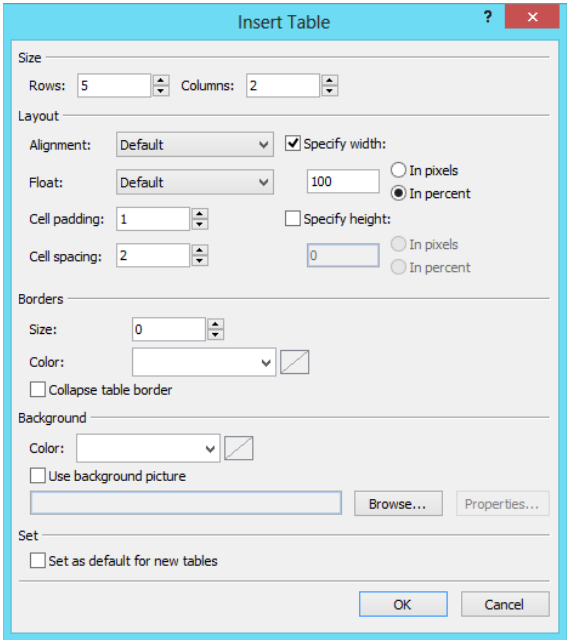 Insert Table ?
Size
Rows: 5 Columns: 2
Layout
Alignment: Default Specify width:
Float: Default 100 In pixels
In percent
Cell padding: 1 Specify height:
Cell spacing: 2 0 In pixels
In percent
Borders
Size: 0
Color:
Collapse table border
Background
Color:
Use background picture
Browse... Properties...
Set
Set as default for new tables
OK Cancel